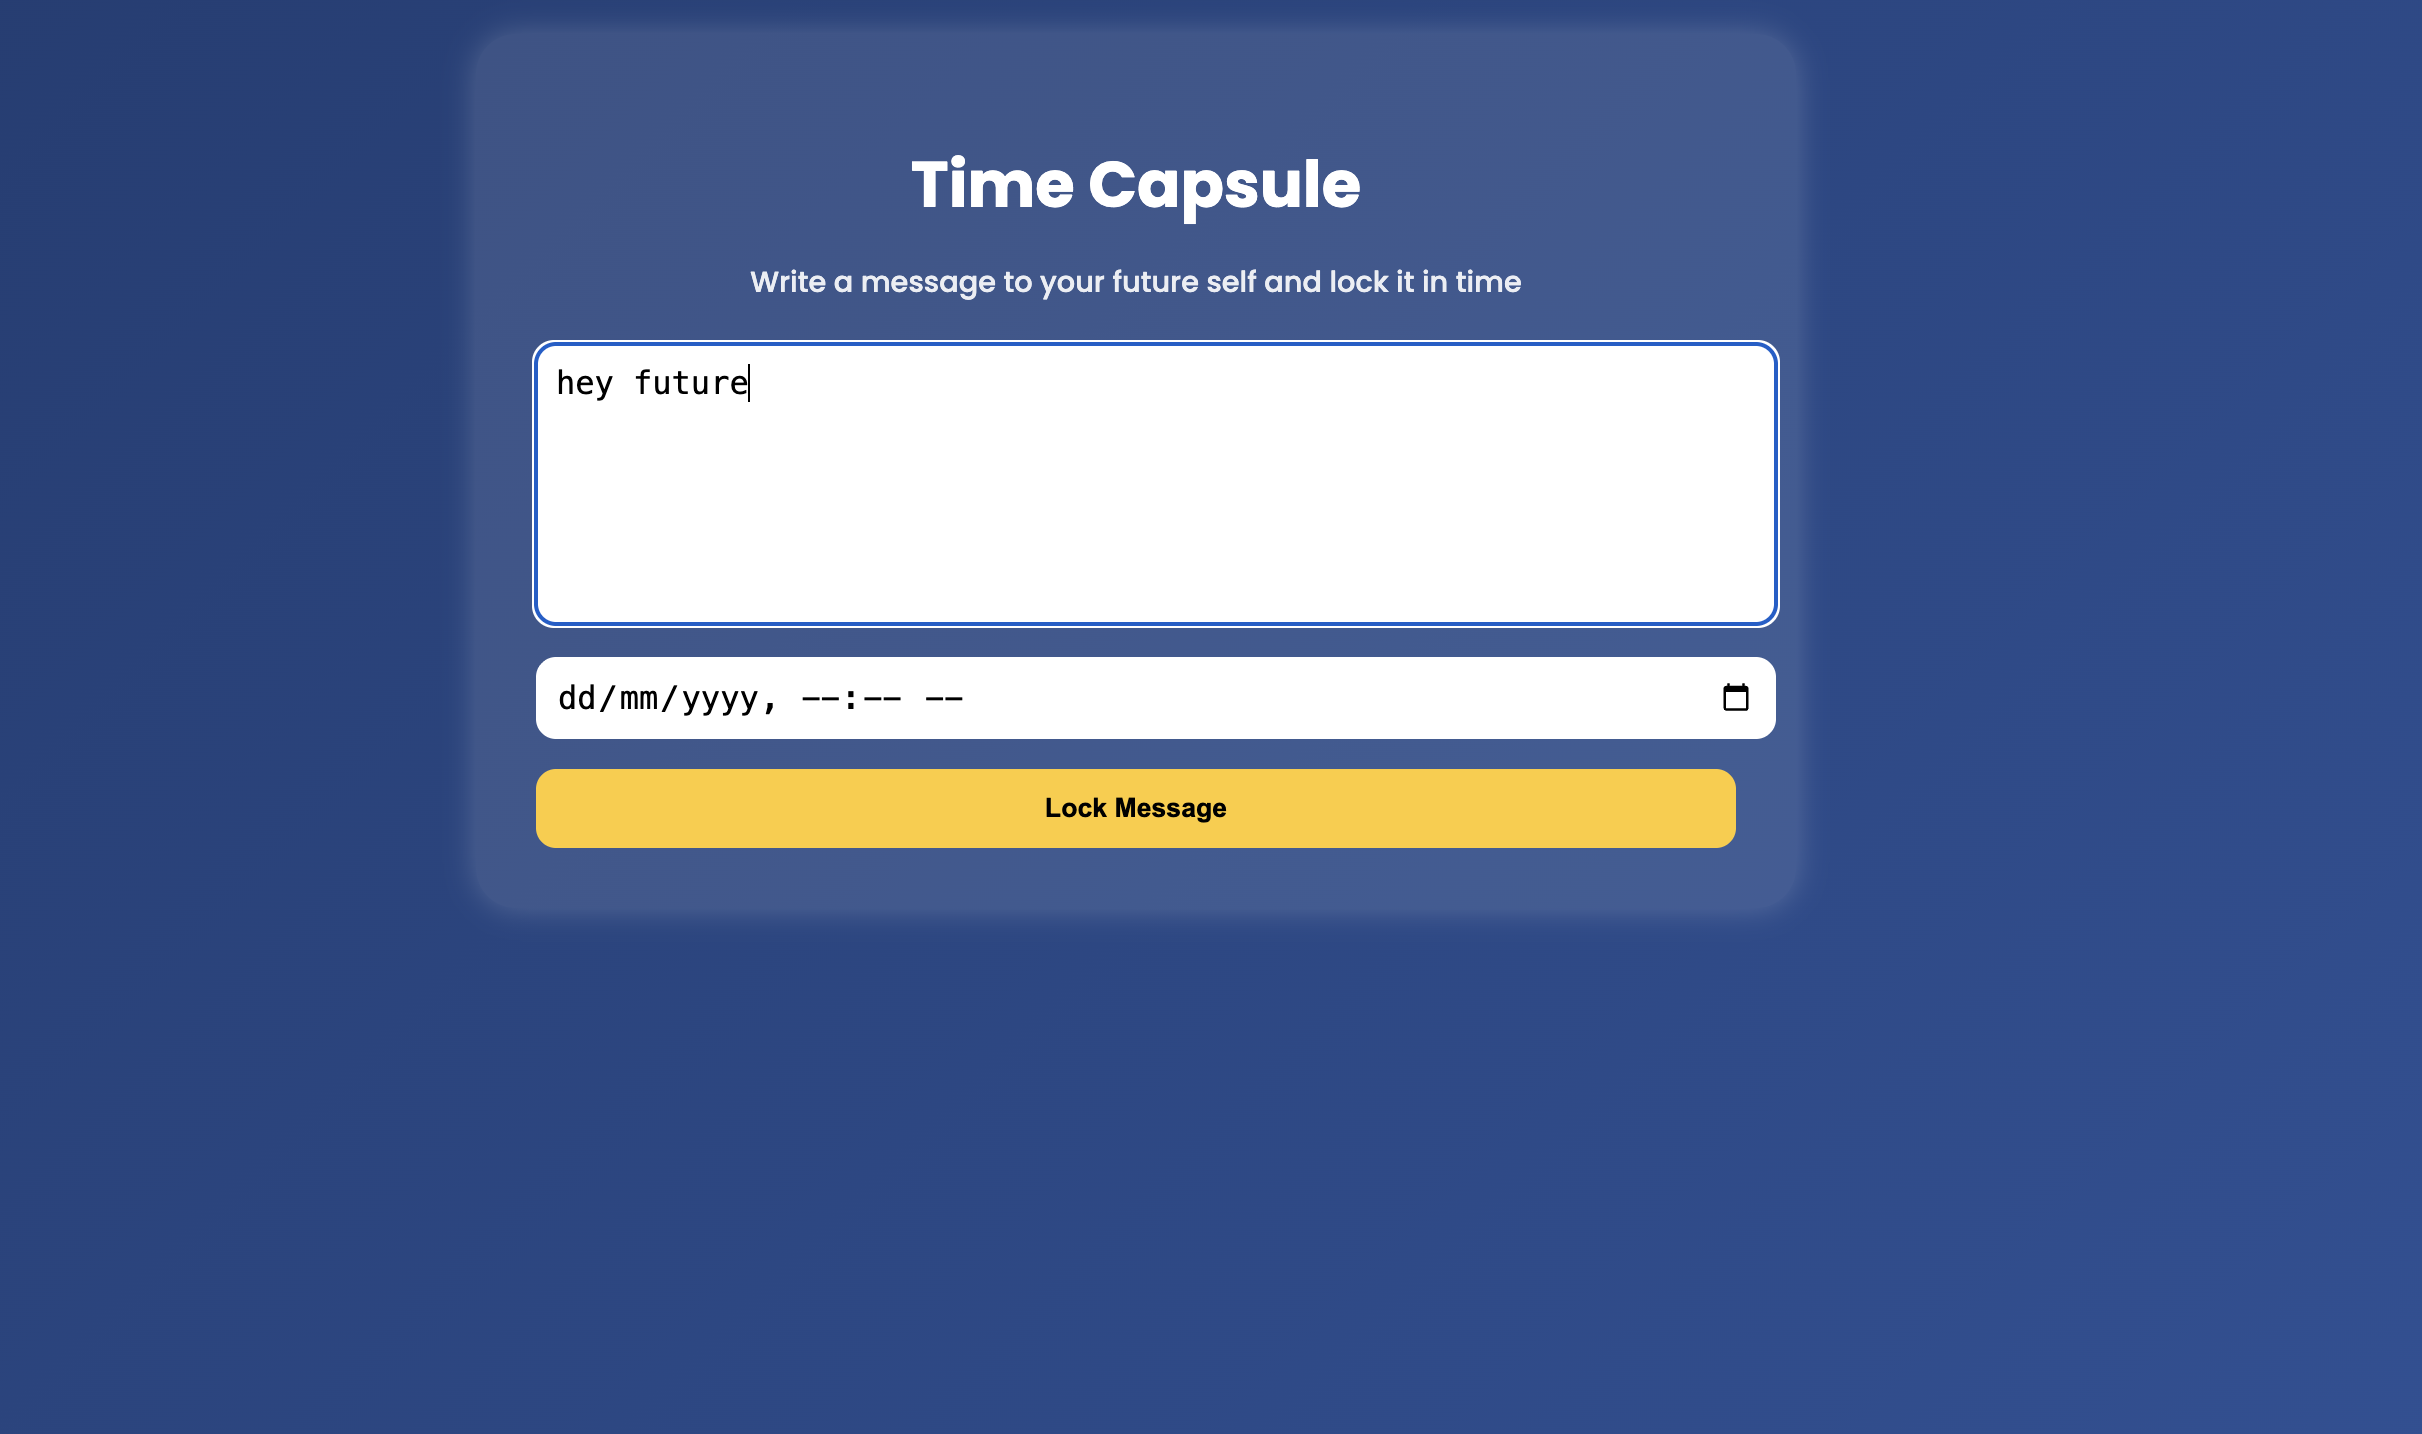 Time Capsule
Write a message to your future self and lock it in time
hey future
dd/mm/yyyy, --:-- --
Lock Message